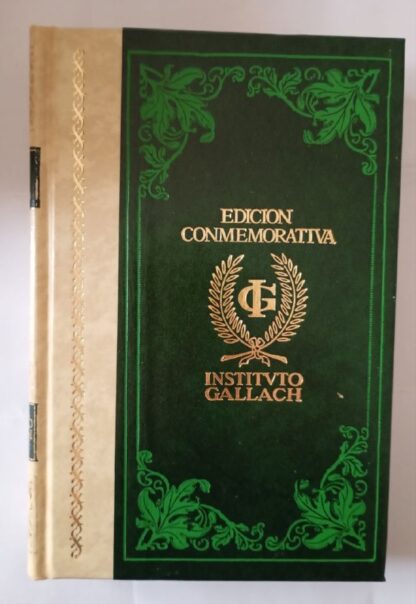 EDICION
CONMEMORATIVA
IG
INSTITVTO
GALLACH